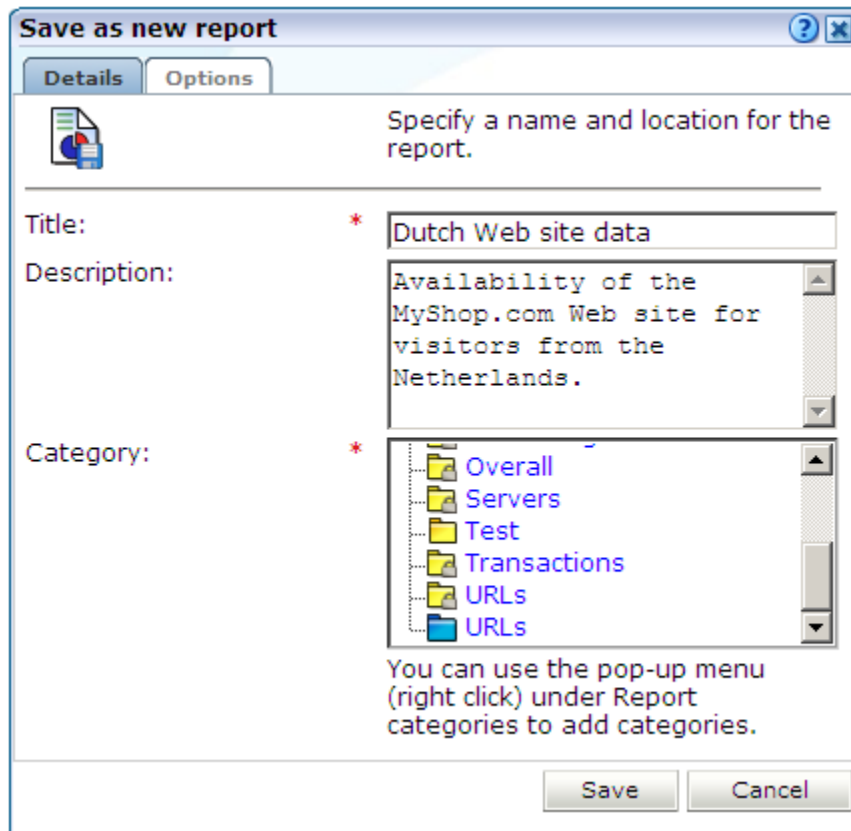 Save as new report
Details Options
Specify a name and location for the
report.
Title: * Dutch Web site data
Description:
Availability of the
MyShop.com Web site for
visitors from the
Netherlands.
Category: *
Overall
Servers
Test
Transactions
URLs
URLs
You can use the pop-up menu
(right click) under Report
categories to add categories.
Save Cancel